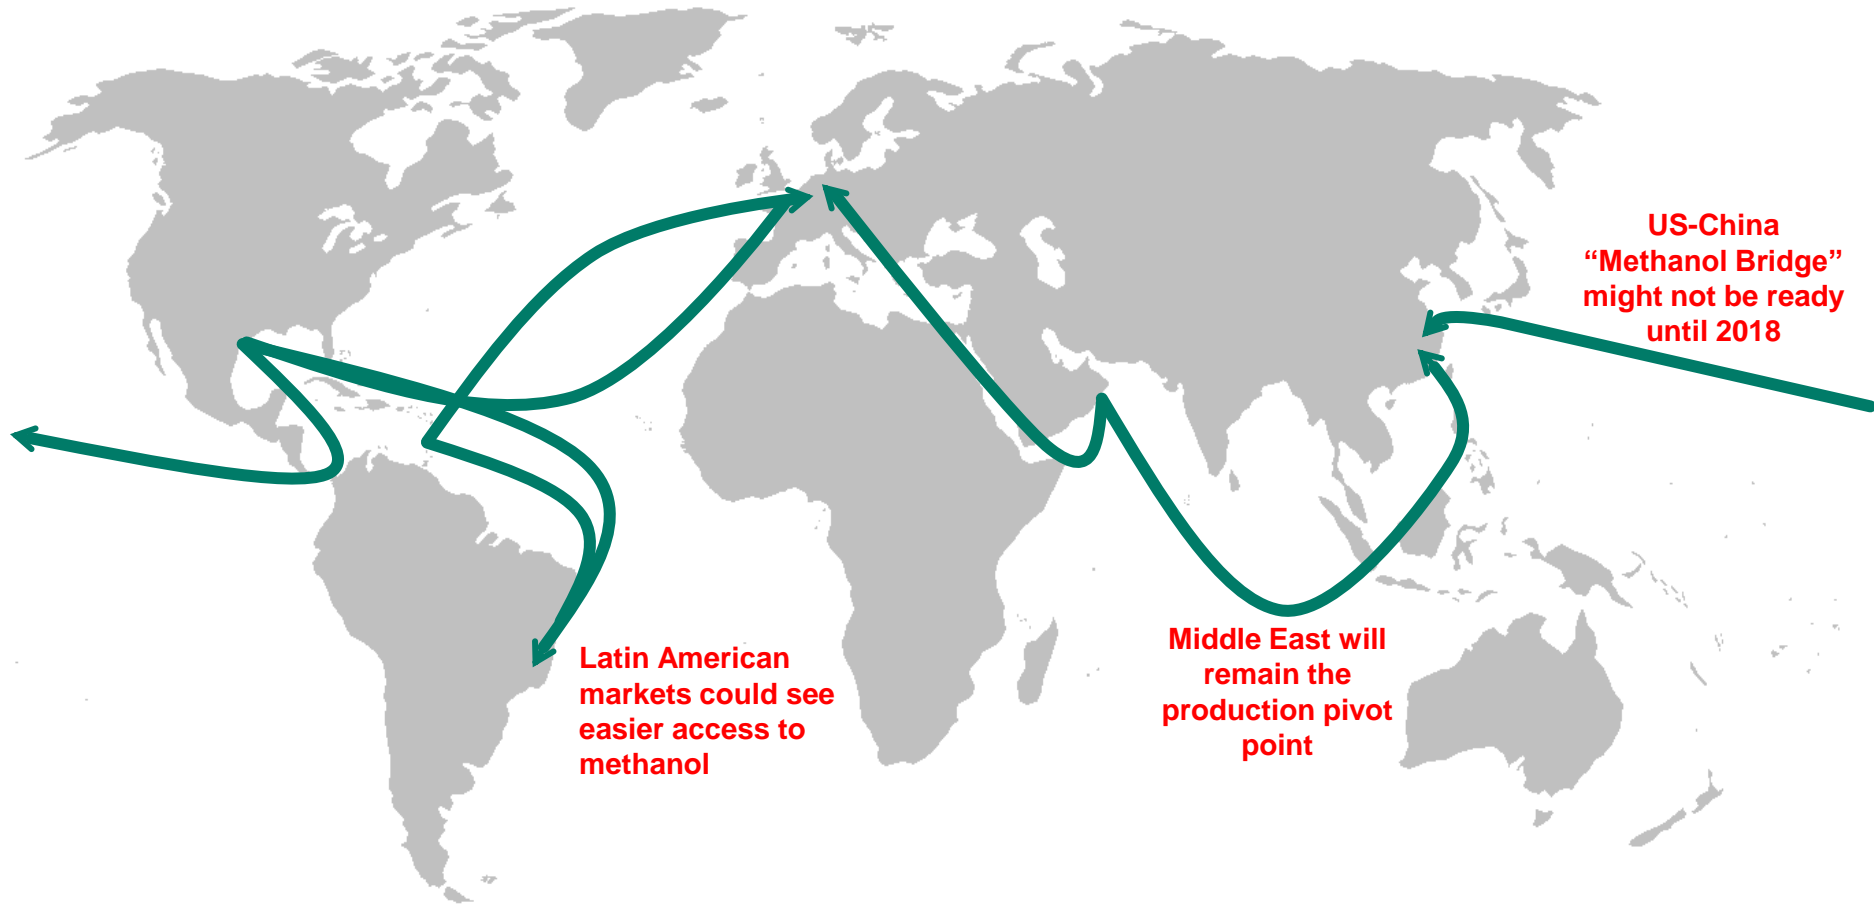 US-China
“Methanol Bridge”
might not be ready
until 2018
Latin American
markets could see
easier access to
methanol
Middle East will
remain the
production pivot
point